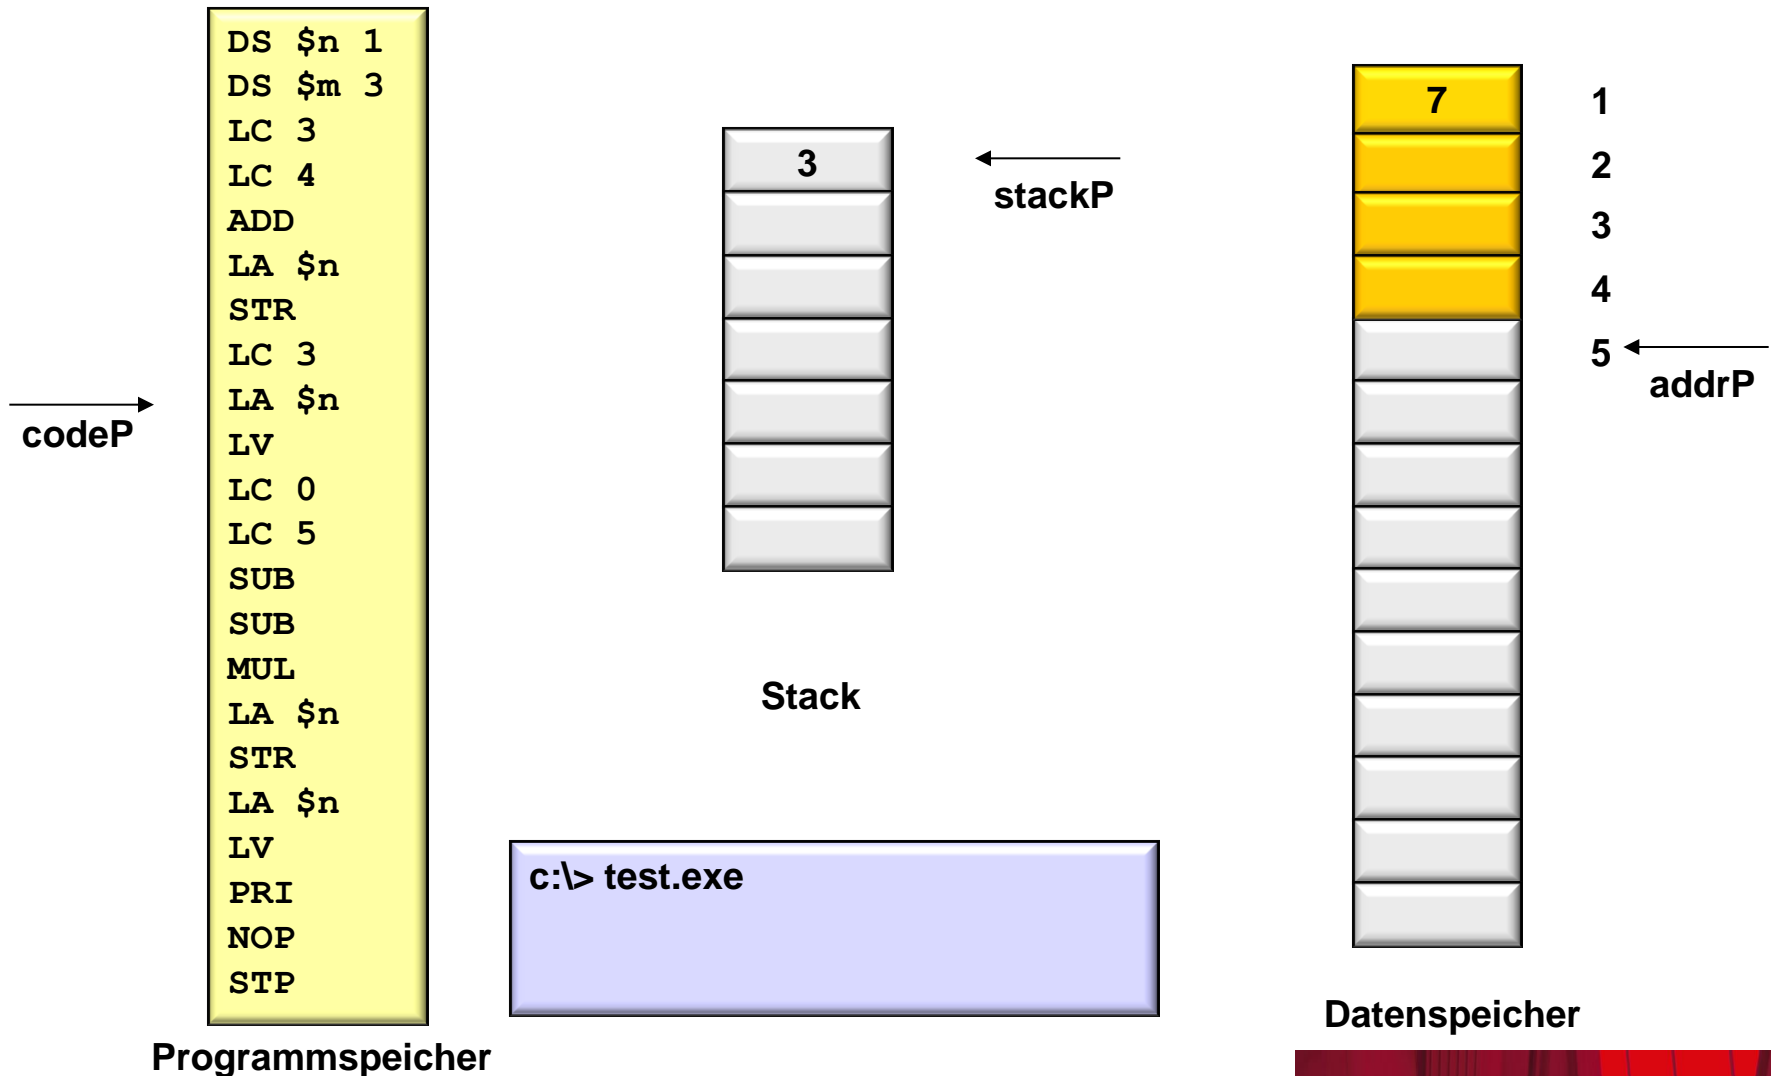 DS $n 1
DS $m 3
LC 3
LC 4
ADD
LA $n
STR
LC 3
LA $n
LV
LC 0
LC 5
SUB
SUB
MUL
LA $n
STR
LA $n
LV
PRI
NOP
STP
Programmspeicher
codeP
3
stackP
Stack
c:\> test.exe
7
1
2
3
4
5
addrP
Datenspeicher